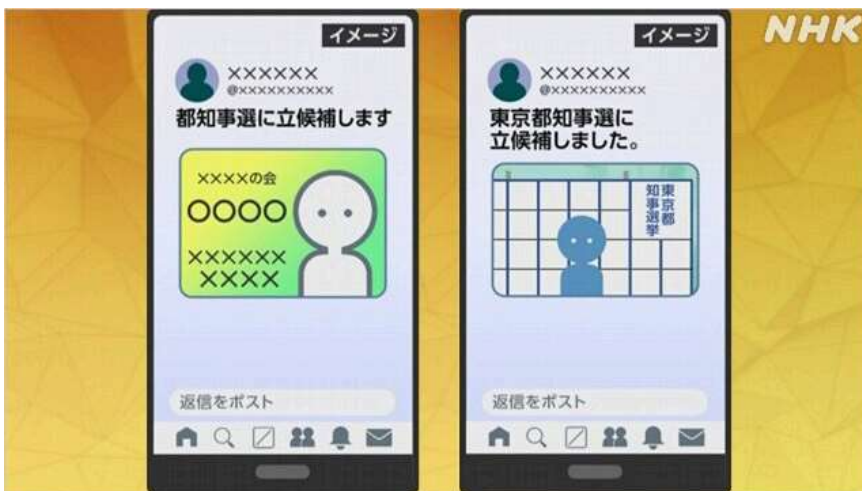 NHK
イメージ
××××××
@××××××××××
都知事選に立候補します
××××の会
○○○○
××××××
××××
返信をポスト
イメージ
××××××
@××××××××××
東京都知事選に
立候補しました。
東京都
知事選挙
返信をポスト